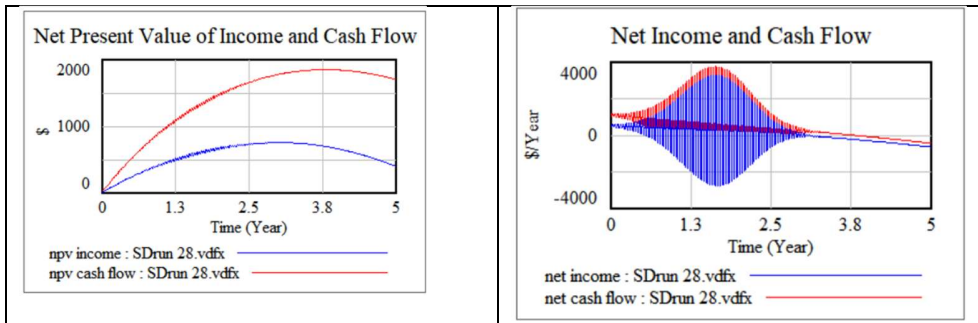 Net Present Value of Income and Cash Flow
2000
1000
0
$
0 1.3 2.5 3.8 5
Time (Year)
npv income : SDrun 28.vdfx
npv cash flow : SDrun 28.vdfx
Net Income and Cash Flow
4000
0
-4000
$/Year
0 1.3 2.5 3.8 5
Time (Year)
net income : SDrun 28.vdfx
net cash flow : SDrun 28.vdfx